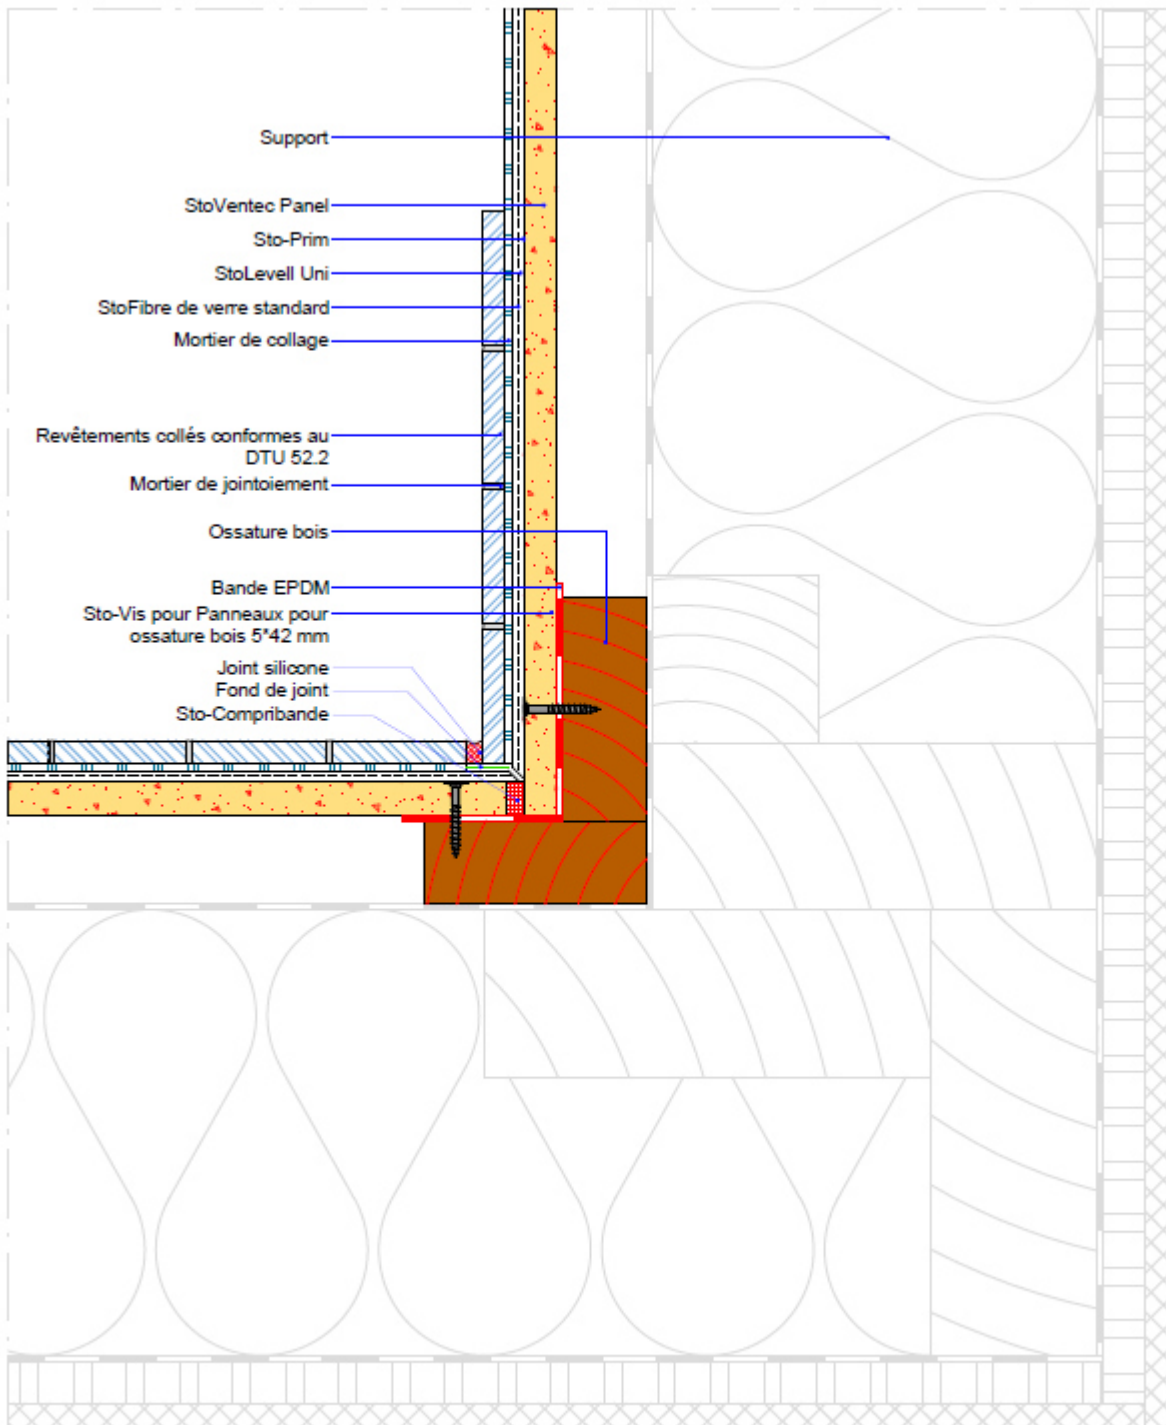 Support
StoVentec Panel
Sto-Prim
StoLevell Uni
StoFibre de verre standard
Mortier de collage
Revêtements collés conformes au
DTU 52.2
Mortier de jointoiement
Ossature bois
Bande EPDM
Sto-Vis pour Panneaux pour
ossature bois 5*42 mm
Joint silicone
Fond de joint
Sto-Compribande